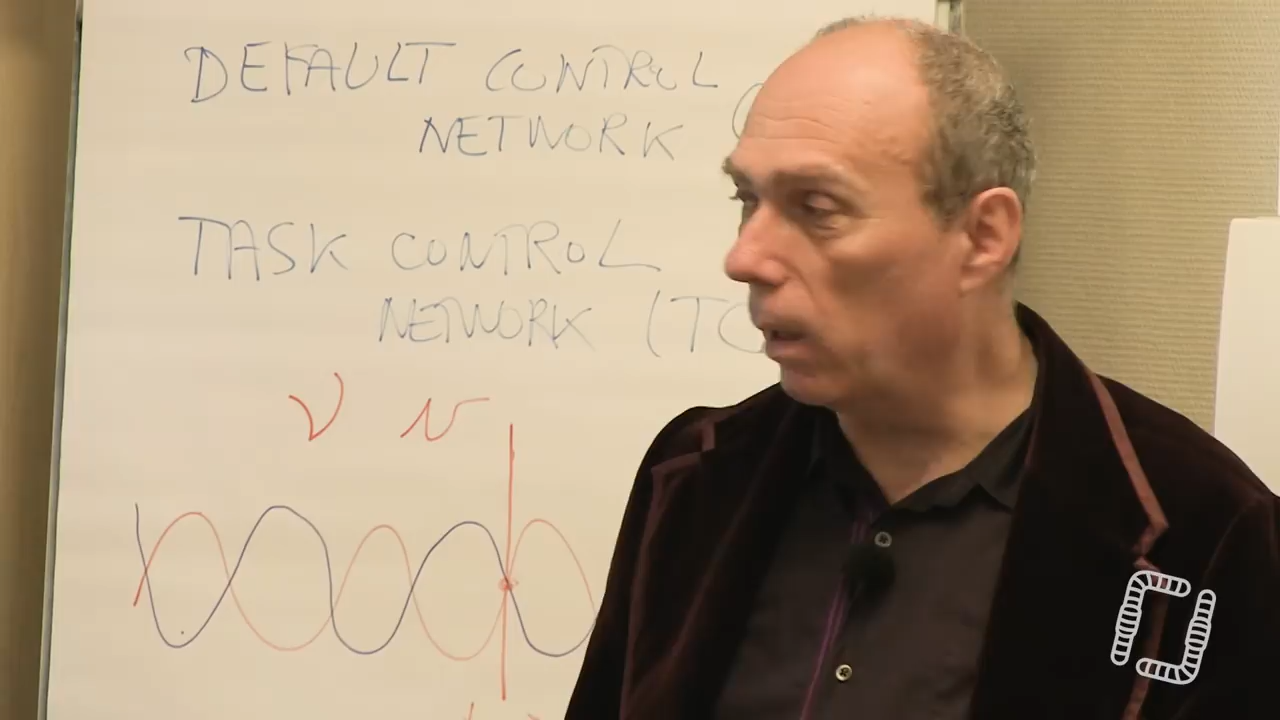 DEFAULT CONTROL (
NETWORK
TASK CONTROL
NETWORK (TC
ν